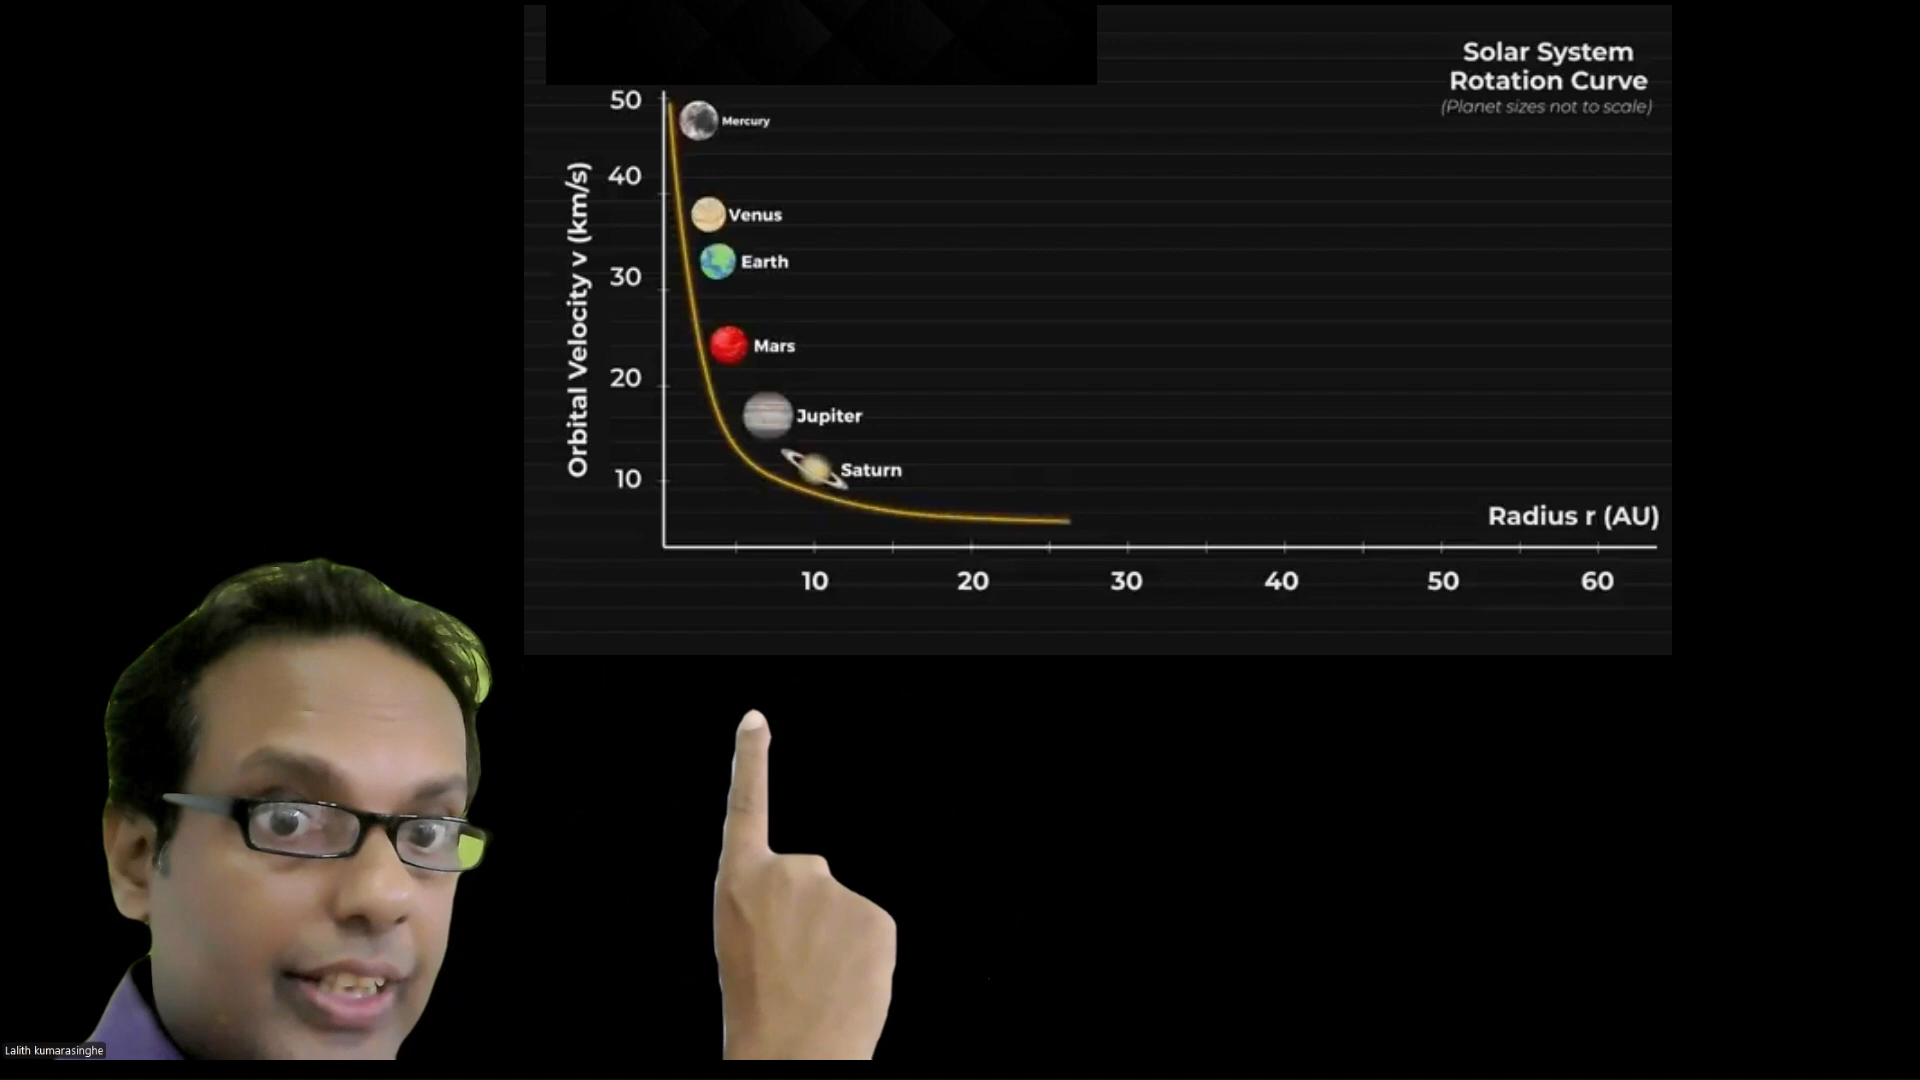 Solar System
Rotation Curve
(Planet sizes not to scale)
50
Mercury
40
Venus
Earth
30
Mars
20
Jupiter
Saturn
10
Orbital Velocity v (km/s)
Radius r (AU)
10 20 30 40 50 60
Lalith kumarasinghe